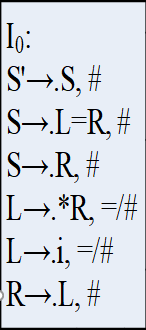 I₀:
S'→.S, #
S→.L=R, #
S→.R, #
L→.*R, =/#
L→.i, =/#
R→.L, #